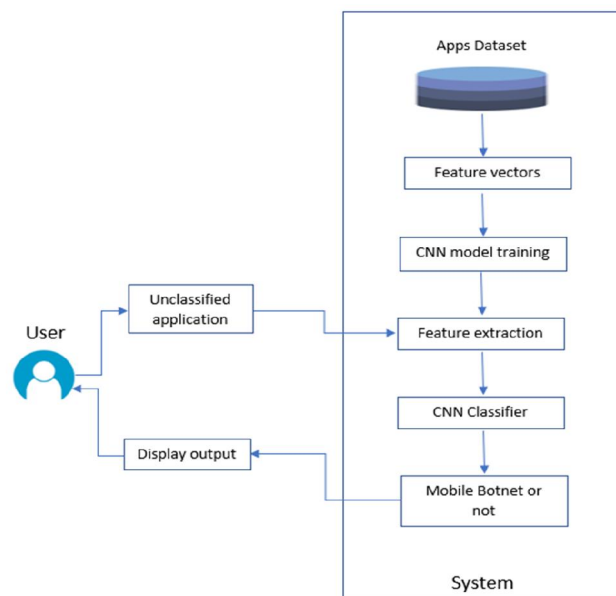 Apps Dataset
Feature vectors
CNN model training
Unclassified
application
User
Feature extraction
CNN Classifier
Display output
Mobile Botnet or
not
System